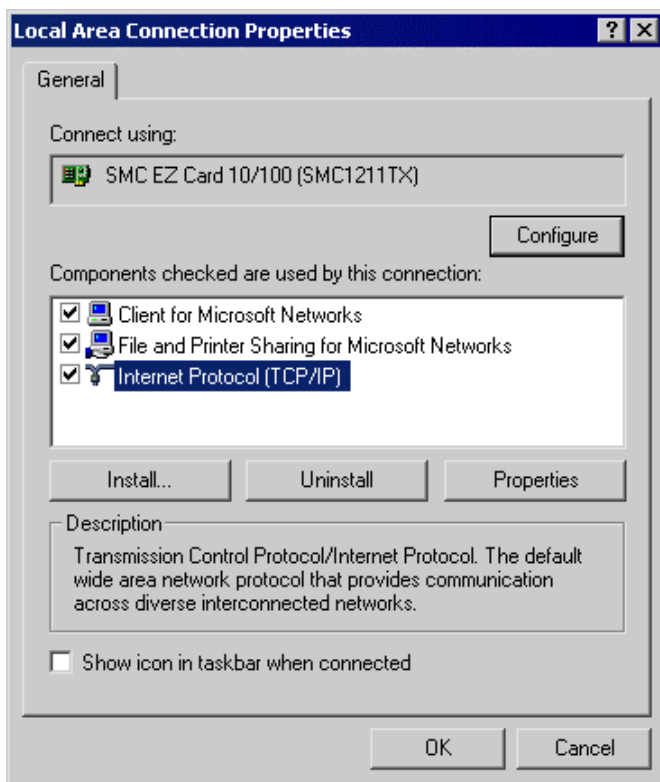 Local Area Connection Properties
General
Connect using:
SMC EZ Card 10/100 (SMC1211TX)
Configure
Components checked are used by this connection:
Client for Microsoft Networks
File and Printer Sharing for Microsoft Networks
Internet Protocol (TCP/IP)
Install... Uninstall Properties
Description
Transmission Control Protocol/Internet Protocol. The default
wide area network protocol that provides communication
across diverse interconnected networks.
Show icon in taskbar when connected
OK Cancel